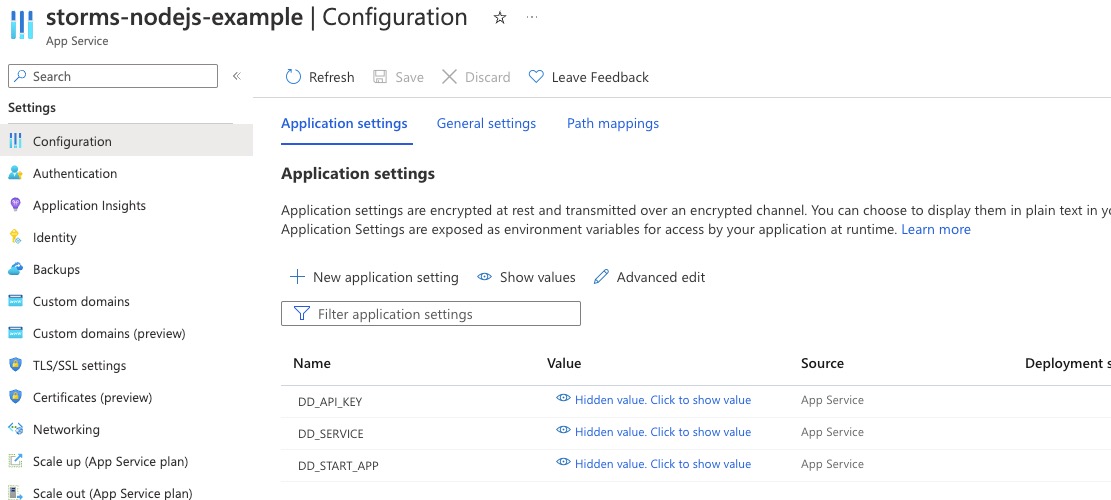 storms-nodejs-example | Configuration
App Service
Search
Settings
Configuration
Authentication
Application Insights
Identity
Backups
Custom domains
Custom domains (preview)
TLS/SSL settings
Certificates (preview)
Networking
Scale up (App Service plan)
Scale out (App Service plan)
Refresh Save Discard Leave Feedback
Application settings General settings Path mappings
Application settings
Application settings are encrypted at rest and transmitted over an encrypted channel. You can choose to display them in plain text in
Application Settings are exposed as environment variables for access by your application at runtime. Learn more
New application setting Show values Advanced edit
Filter application settings
Name Value Source Deployment
DD_API_KEY Hidden value. Click to show value App Service
DD_SERVICE Hidden value. Click to show value App Service
DD_START_APP Hidden value. Click to show value App Service